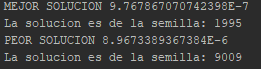 MEJOR SOLUCION 9.767867070742398E-7
La solucion es de la semilla: 1995
PEOR SOLUCION 8.9673389367384E-6
La solucion es de la semilla: 9009